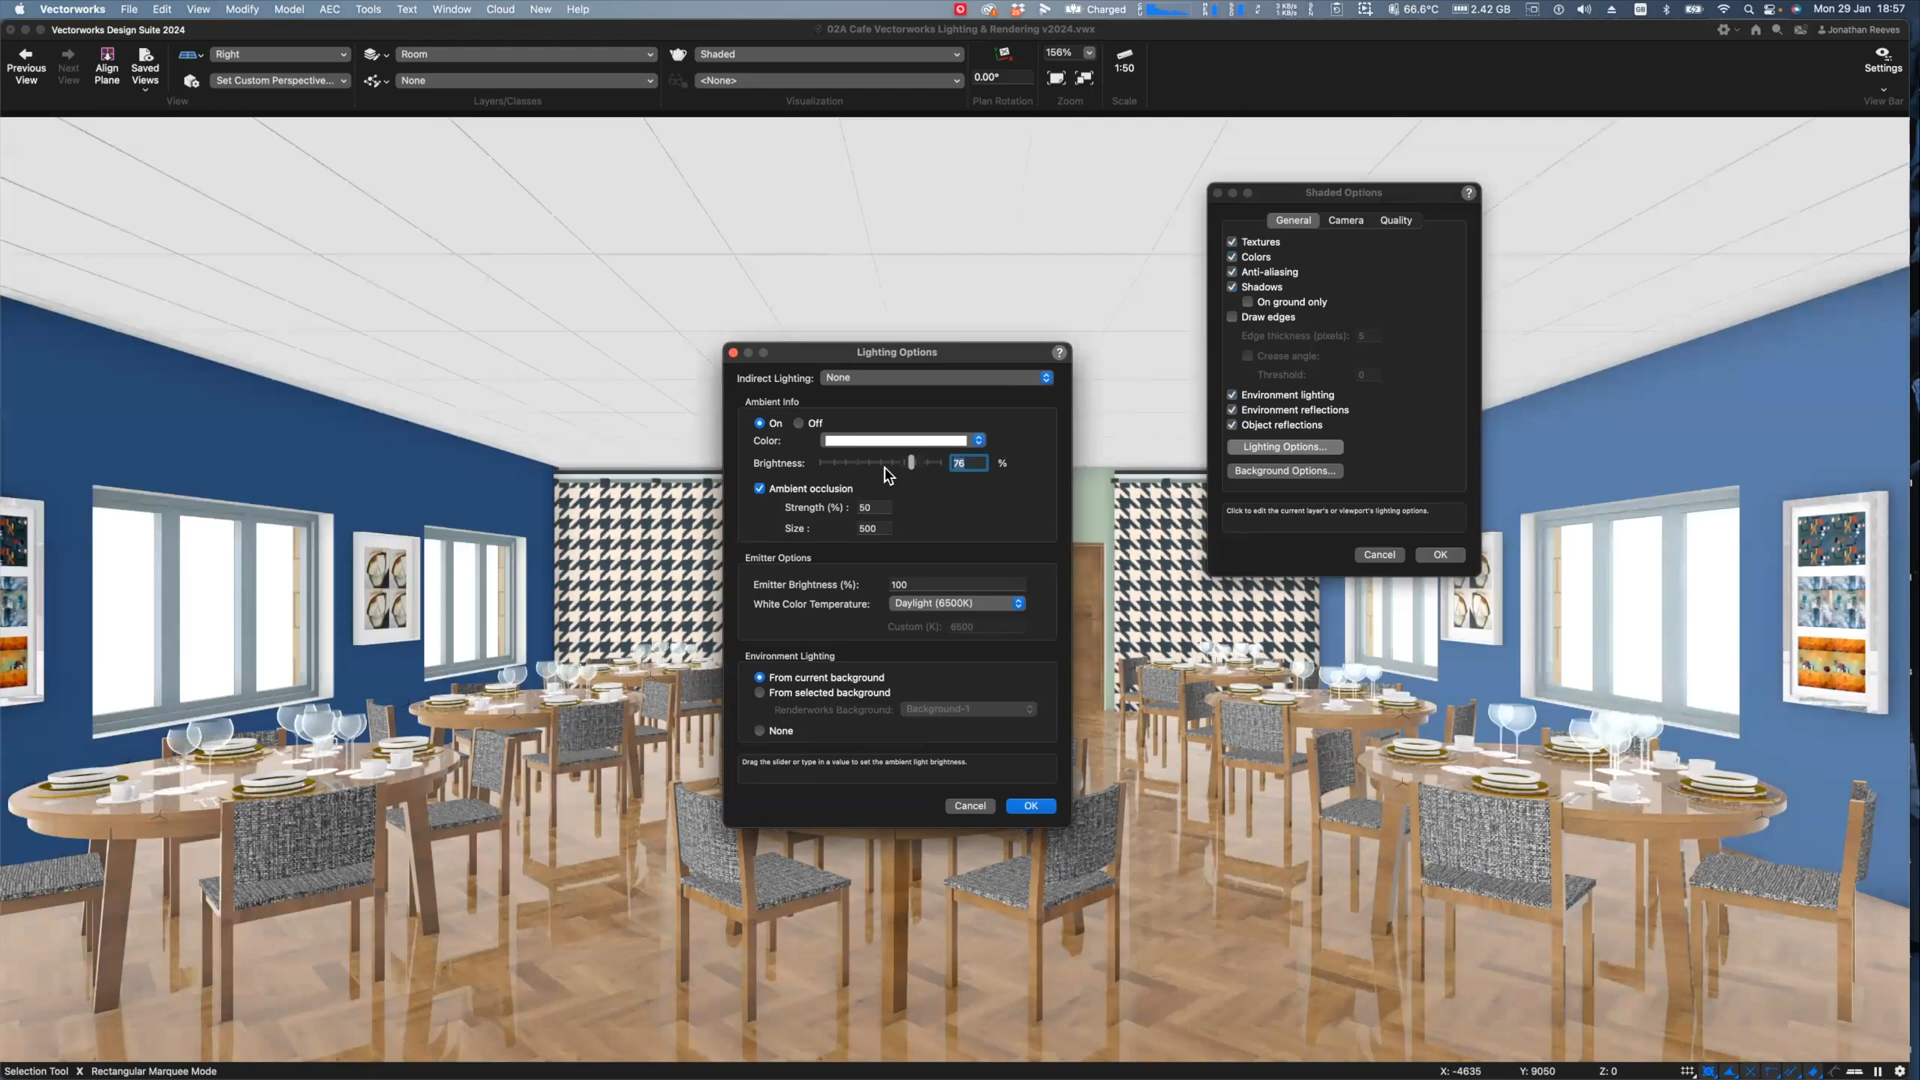 Vectorworks File Edit View Modify Model AEC Tools Text Window Cloud New Help
Charged 66.6°C 2.42 GB Mon 29 Jan 18:57
Vectorworks Design Suite 2024
02A Cafe Vectorworks Lighting & Rendering v2024.vwx
Jonathan Reeves
Previous View
Next View
Align Plane
Saved Views
Right
Set Custom Perspective...
View
Room
None
Layers/Classes
Shaded
<None>
Visualization
0.00°
Plan Rotation
156%
Zoom
1:50
Scale
Settings
View Bar
Shaded Options
?
General Camera Quality
Textures
Colors
Anti-aliasing
Shadows
On ground only
Draw edges
Edge thickness (pixels): 5
Crease angle:
Threshold: 0
Environment lighting
Environment reflections
Object reflections
Lighting Options...
Background Options...
Click to edit the current layer's or viewport's lighting options.
Cancel OK
Lighting Options
?
Indirect Lighting: None
Ambient Info
On Off
Color:
Brightness: 76 %
Ambient occlusion
Strength (%) : 50
Size : 500
Emitter Options
Emitter Brightness (%): 100
White Color Temperature: Daylight (6500K)
Custom (K): 6500
Environment Lighting
From current background
From selected background
Renderworks Background: Background-1
None
Drag the slider or type in a value to set the ambient light brightness.
Cancel OK
Selection Tool X Rectangular Marquee Mode
X: -4635 Y: 9050 Z: 0